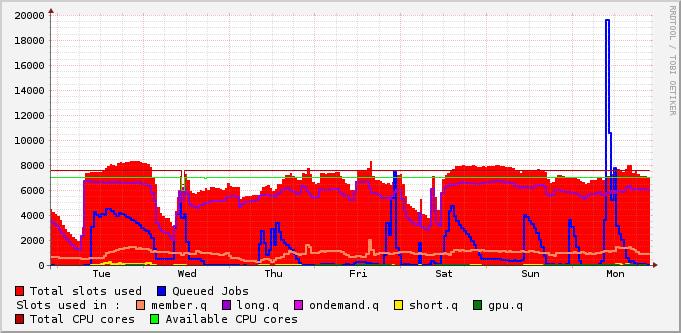 20000
18000
16000
14000
12000
10000
8000
6000
4000
2000
0
Tue Wed Thu Fri Sat Sun Mon
Total slots used Queued Jobs
Slots used in : member.q long.q ondemand.q short.q gpu.q
Total CPU cores Available CPU cores
RRDTOOL / TOBI OETIKER